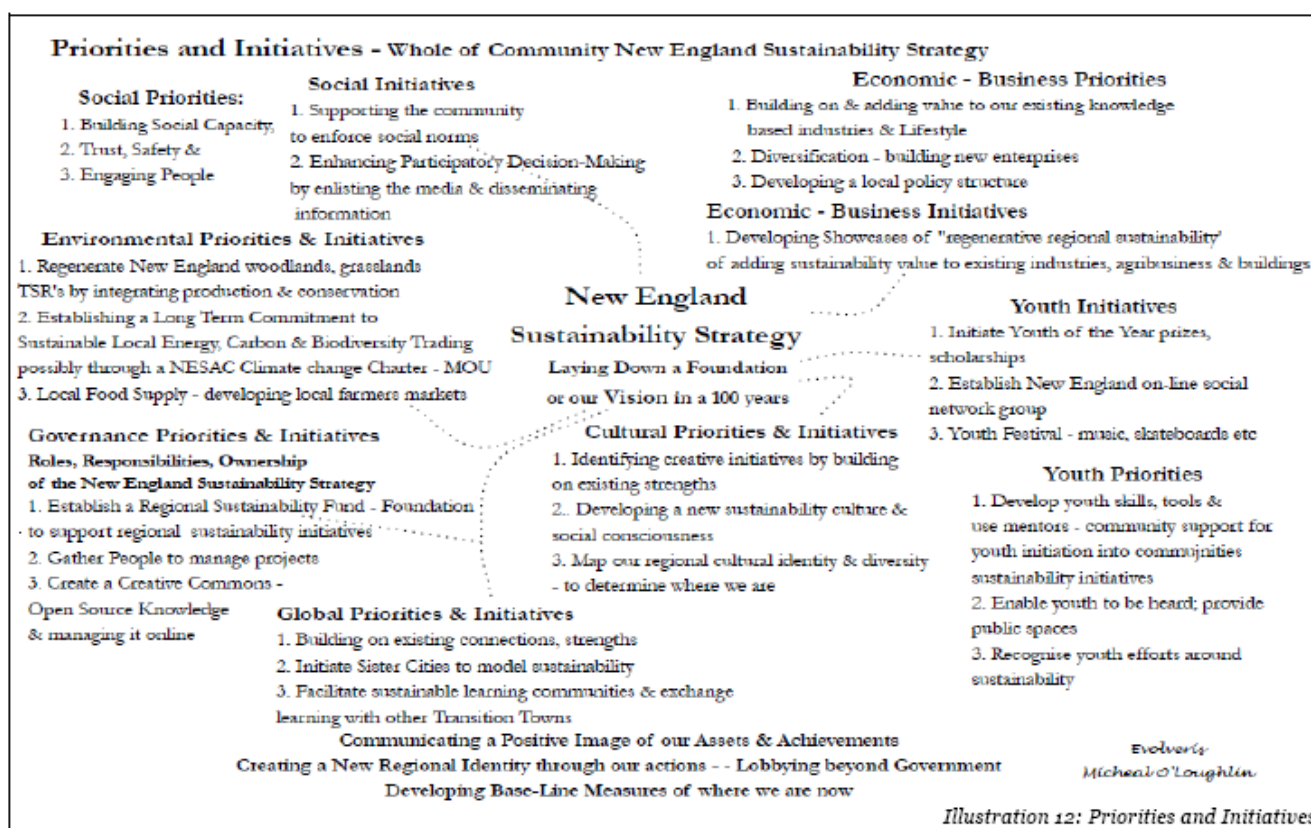 Priorities and Initiatives - Whole of Community New England Sustainability Strategy
Social Priorities:
1. Building Social Capacity,
2. Trust, Safety &
3. Engaging People
Social Initiatives
1. Supporting the community
to enforce social norms
2. Enhancing Participatory Decision-Making
by enlisting the media & disseminating
information
Economic - Business Priorities
1. Building on & adding value to our existing knowledge
based industries & Lifestyle
2. Diversification - building new enterprises
3. Developing a local policy structure
Economic - Business Initiatives
1. Developing Showcases of "regenerative regional sustainability'
of adding sustainability value to existing industries, agribusiness & buildings
Environmental Priorities & Initiatives
1. Regenerate New England woodlands, grasslands
TSR's by integrating production & conservation
2. Establishing a Long Term Commitment to
Sustainable Local Energy, Carbon & Biodiversity Trading
possibly through a NESAC Climate change Charter - MOU
3. Local Food Supply - developing local farmers markets
New England
Sustainability Strategy
Laying Down a Foundation
or our Vision in a 100 years
Youth Initiatives
1. Initiate Youth of the Year prizes,
scholarships
2. Establish New England on-line social
network group
3. Youth Festival - music, skateboards etc
Governance Priorities & Initiatives
Roles, Responsibilities, Ownership
of the New England Sustainability Strategy
1. Establish a Regional Sustainability Fund - Foundation
to support regional sustainability initiatives
2. Gather People to manage projects
3. Create a Creative Commons -
Open Source Knowledge
& managing it online
Cultural Priorities & Initiatives
1. Identifying creative initiatives by building
on existing strengths
2.. Developing a new sustainability culture &
social consciousness
3. Map our regional cultural identity & diversity
- to determine where we are
Youth Priorities
1. Develop youth skills, tools &
use mentors - community support for
youth initiation into commujnities
sustainability initiatives
2. Enable youth to be heard; provide
public spaces
3. Recognise youth efforts around
sustainability
Global Priorities & Initiatives
1. Building on existing connections, strengths
2. Initiate Sister Cities to model sustainability
3. Facilitate sustainable learning communities & exchange
learning with other Transition Towns
Communicating a Positive Image of our Assets & Achievements
Creating a New Regional Identity through our actions - - Lobbying beyond Government
Developing Base-Line Measures of where we are now
Evolveris
Micheal O'Loughlin
Illustration 12: Priorities and Initiatives